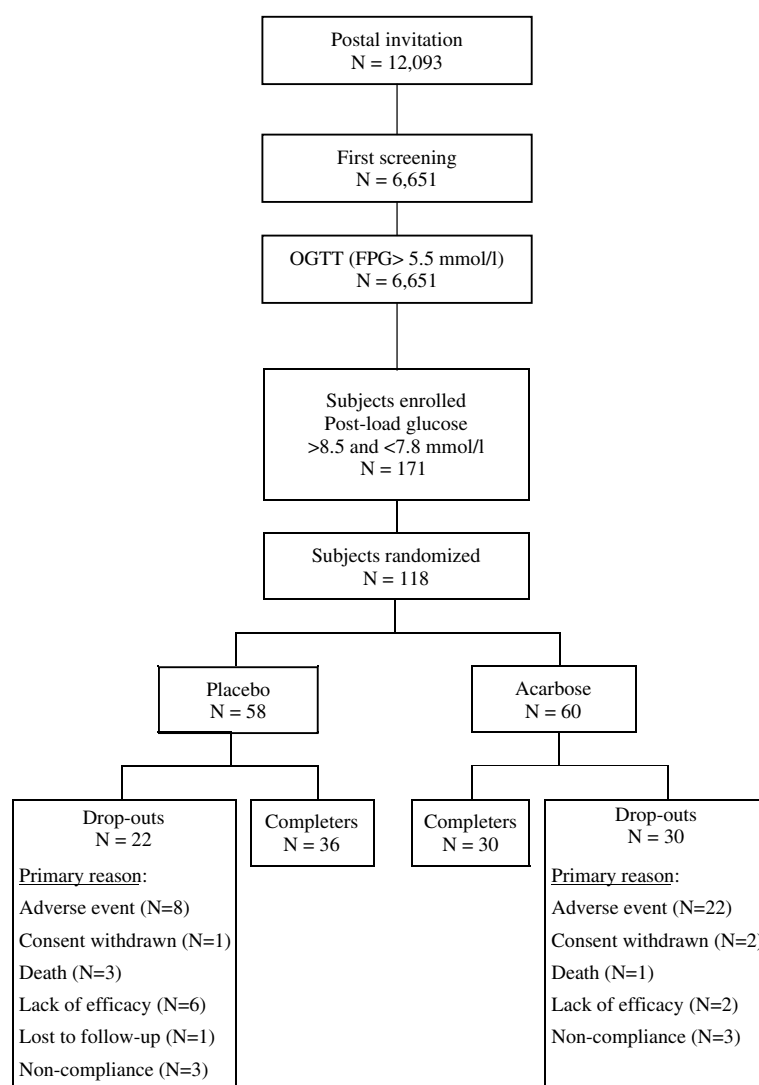 Postal invitation
N = 12,093
First screening
N = 6,651
OGTT (FPG> 5.5 mmol/l)
N = 6,651
Subjects enrolled
Post-load glucose
>8.5 and <7.8 mmol/l
N = 171
Subjects randomized
N = 118
Placebo
N = 58
Acarbose
N = 60
Drop-outs
N = 22
Primary reason:
Adverse event (N=8)
Consent withdrawn (N=1)
Death (N=3)
Lack of efficacy (N=6)
Lost to follow-up (N=1)
Non-compliance (N=3)
Completers
N = 36
Completers
N = 30
Drop-outs
N = 30
Primary reason:
Adverse event (N=22)
Consent withdrawn (N=2)
Death (N=1)
Lack of efficacy (N=2)
Non-compliance (N=3)